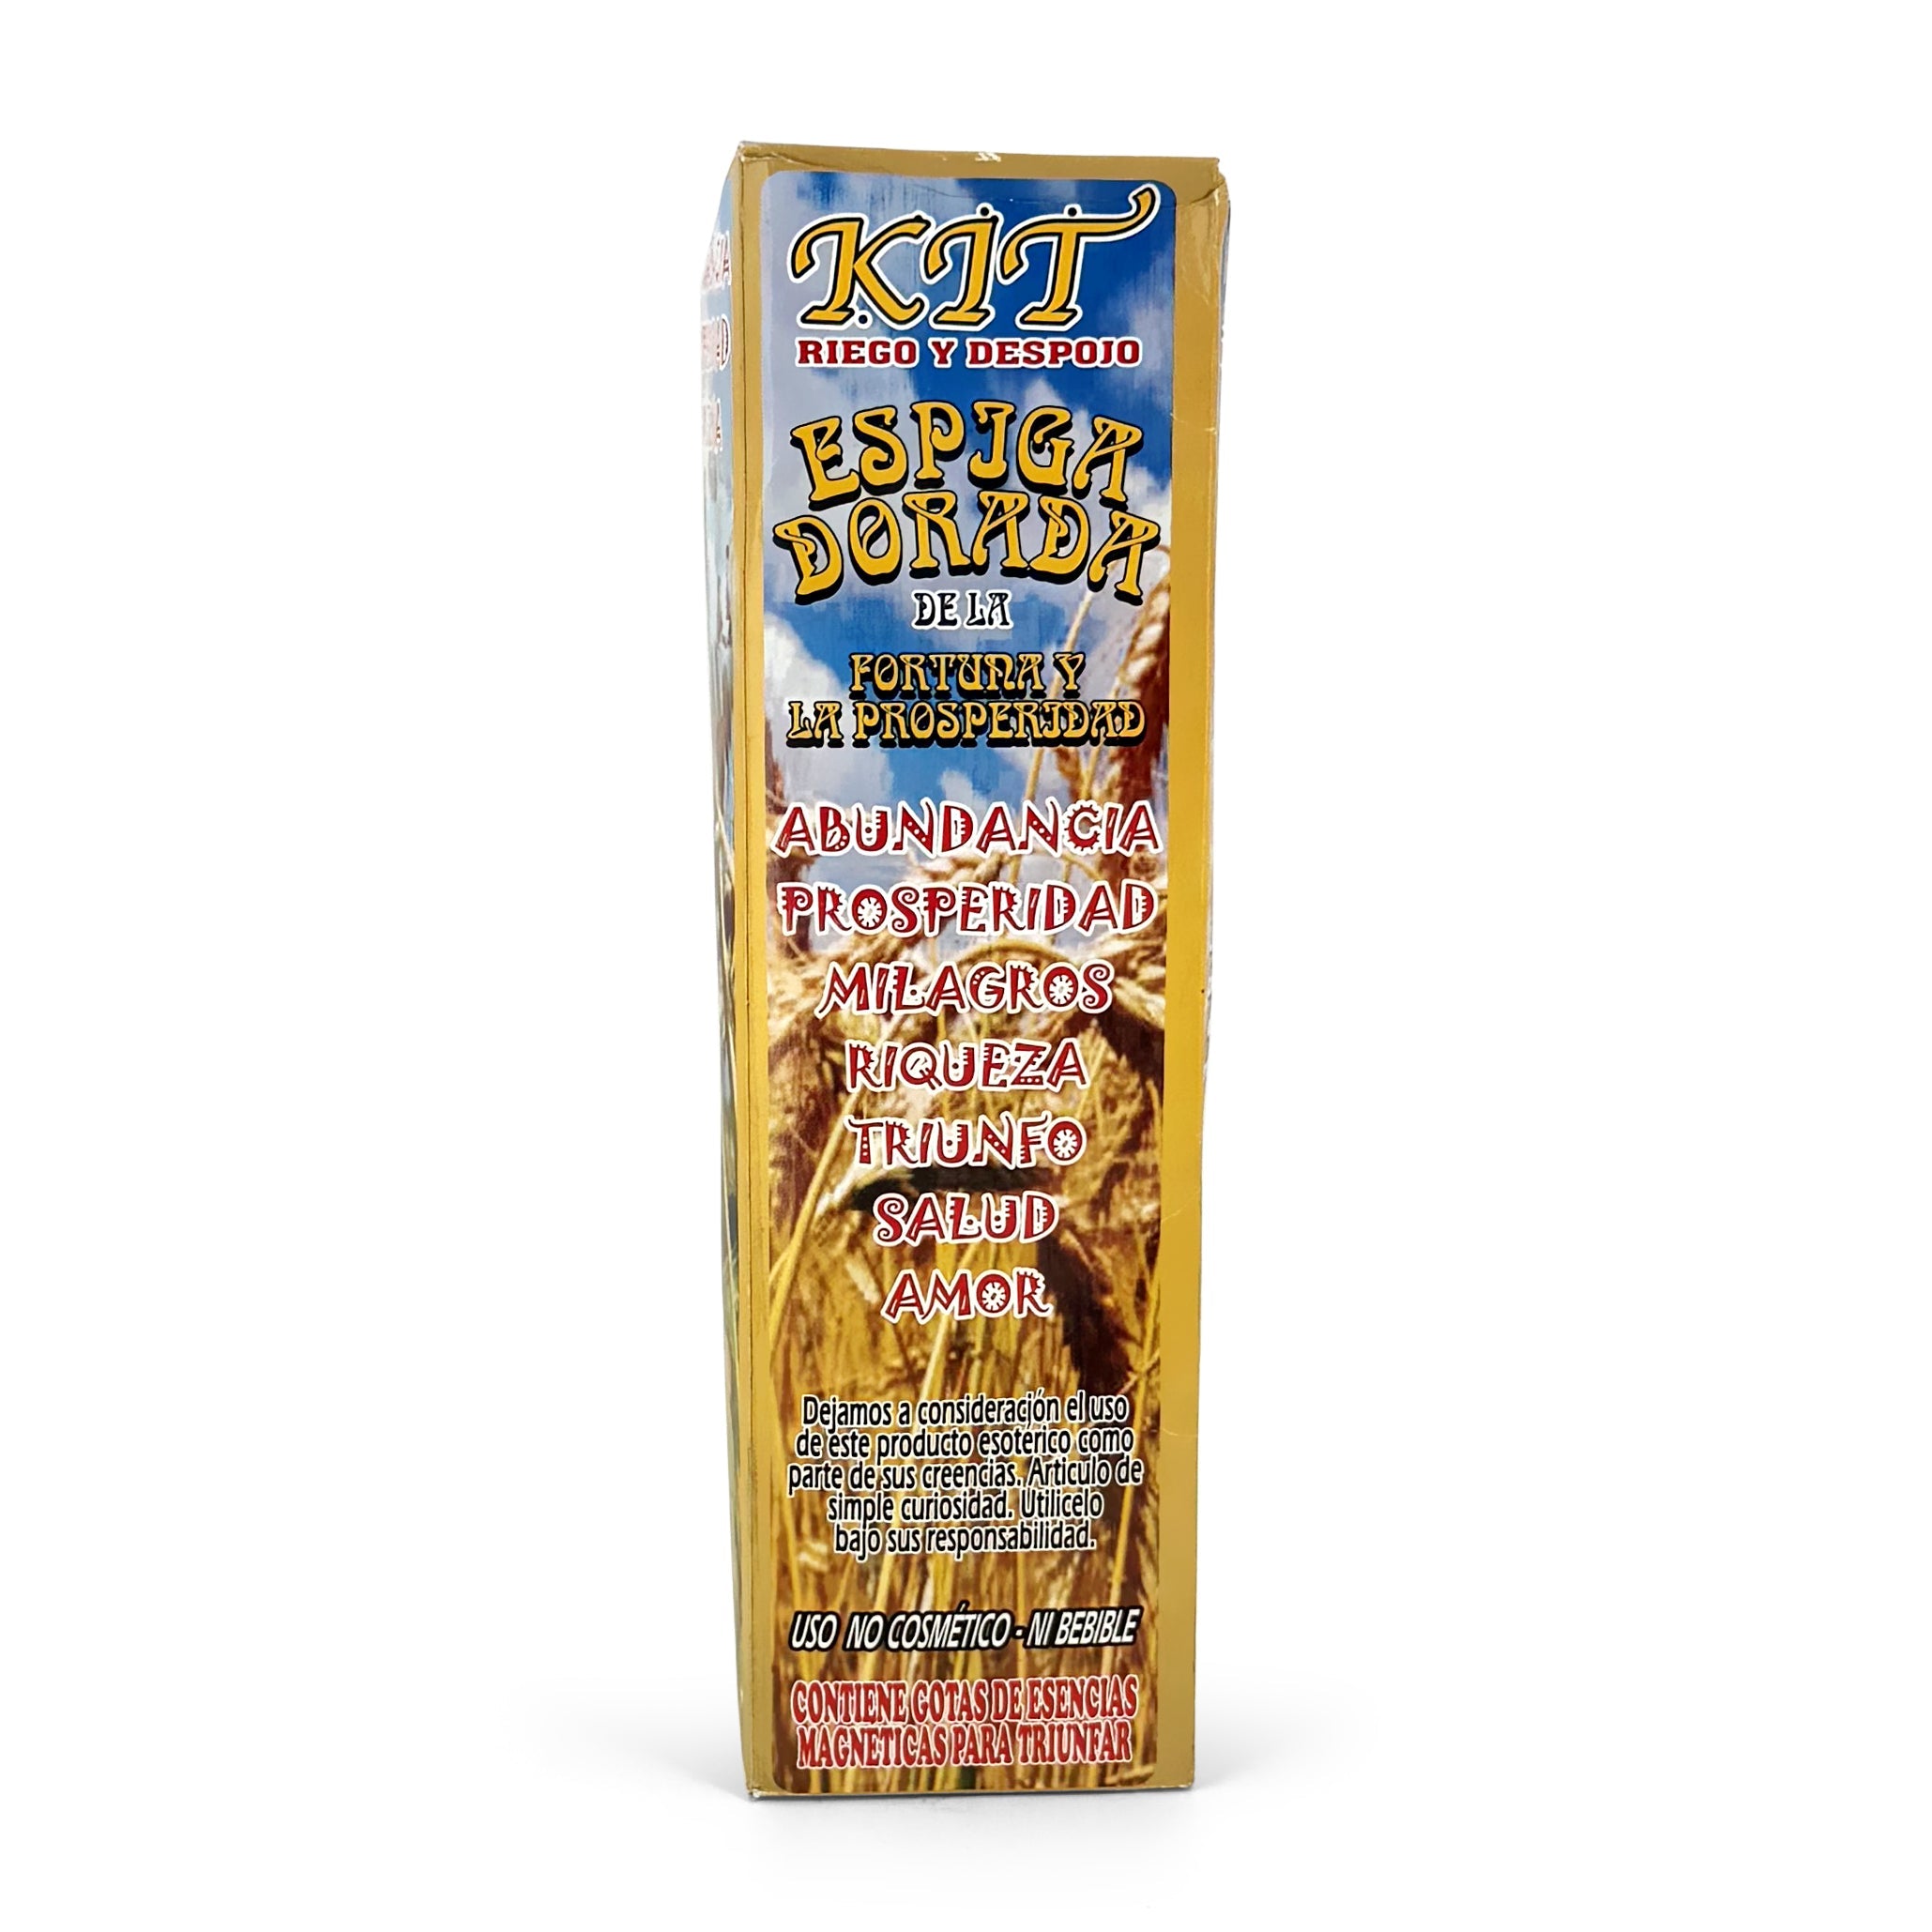 KIT
RIEGO Y DESPOJO
ESPIGA
DORADA
DE LA
FORTUNA Y
LA PROSPERIDAD
ABUNDANCIA
PROSPERIDAD
MILAGROS
RIQUEZA
TRIUNFO
SALUD
AMOR
Dejamos a consideración el uso
de este producto esotérico como
parte de sus creencias. Articulo de
simple curiosidad. Utilicelo
bajo sus responsabilidad.
USO NO COSMÉTICO - NI BEBIBLE
CONTIENE GOTAS DE ESENCIAS
MAGNETICAS PARA TRIUNFAR